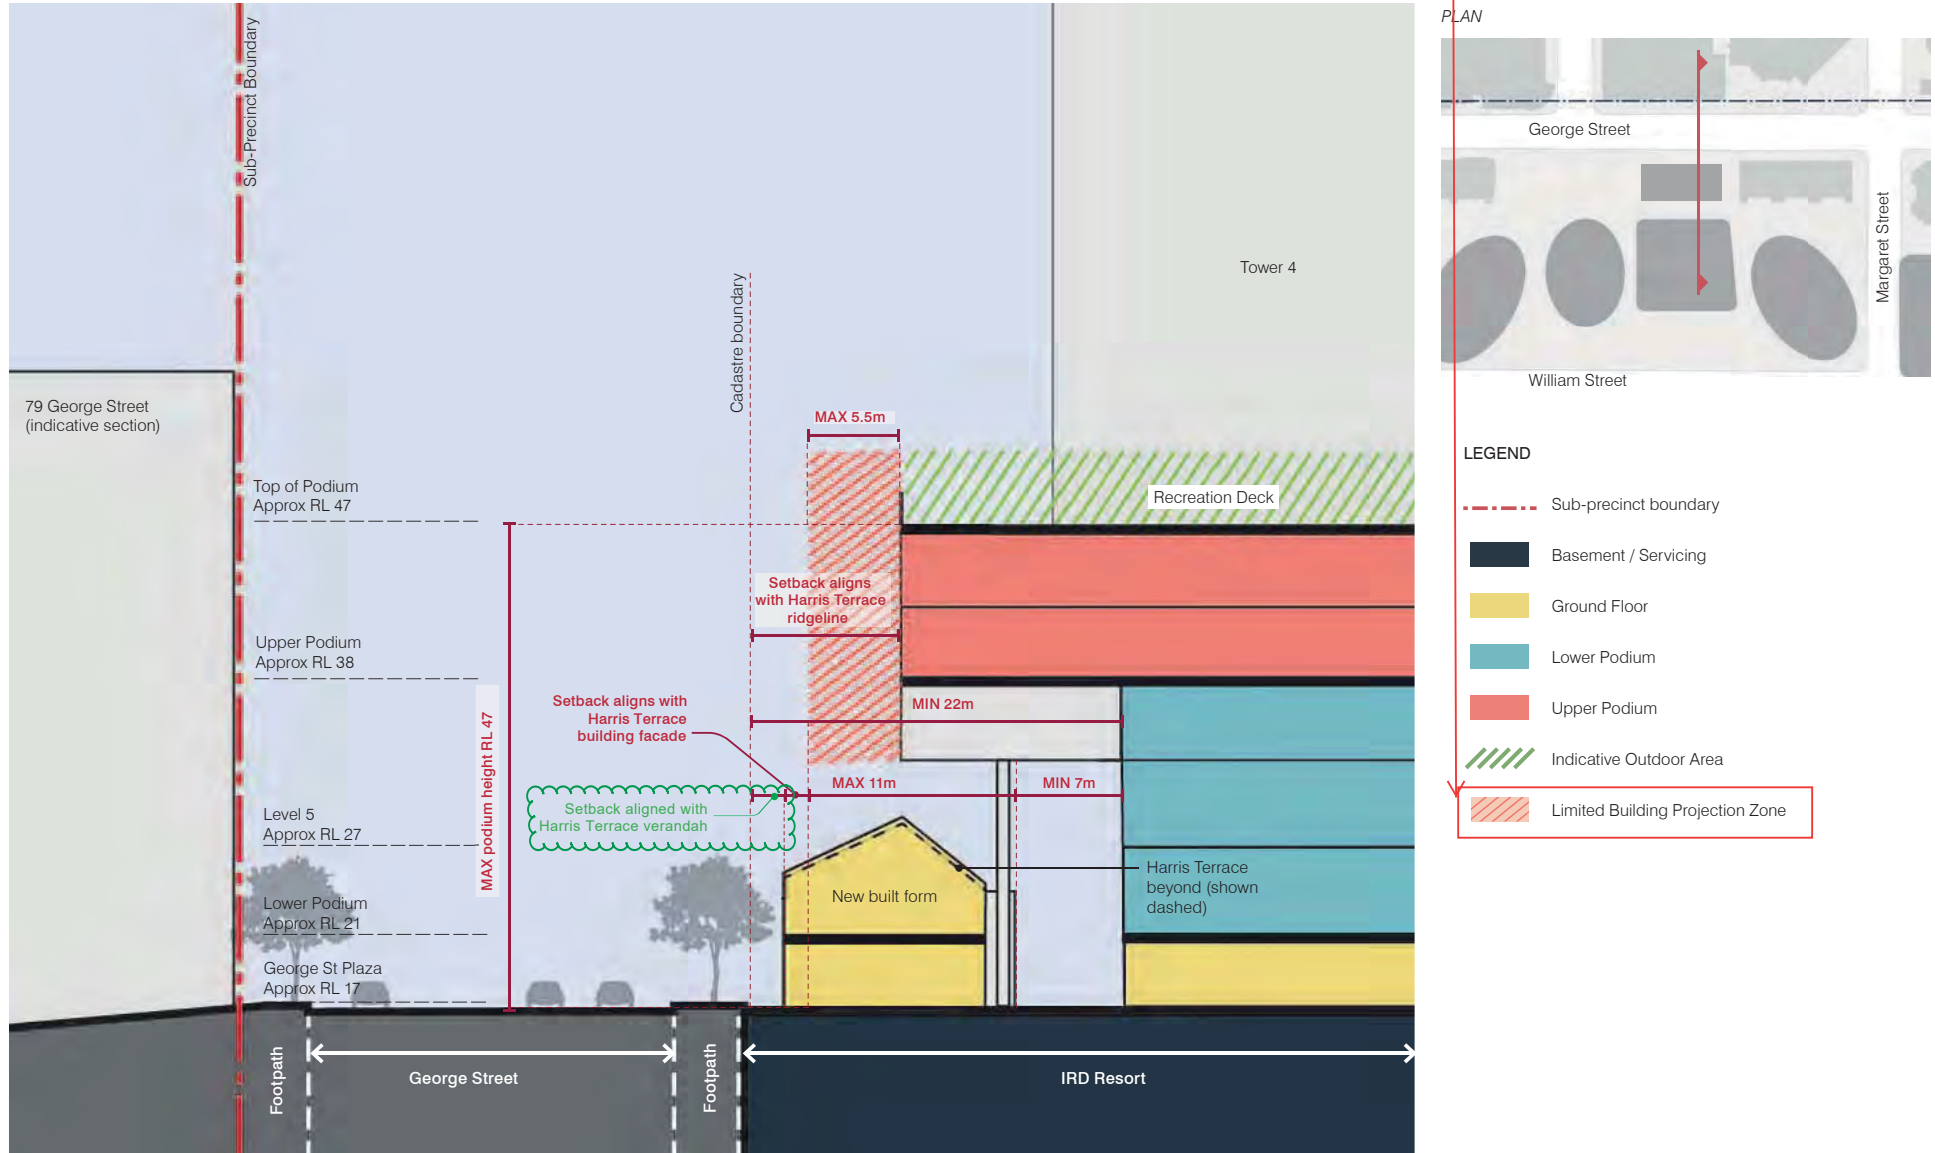 Sub-Precinct Boundary
79 George Street
(indicative section)
Top of Podium
Approx RL 47
Upper Podium
Approx RL 38
Level 5
Approx RL 27
Lower Podium
Approx RL 21
George St Plaza
Approx RL 17
MAX podium height RL 47
Cadastre boundary
MAX 5.5m
Tower 4
Recreation Deck
Setback aligns
with Harris Terrace
ridgeline
Setback aligns with
Harris Terrace
building facade
MIN 22m
MAX 11m
MIN 7m
Setback aligned with
Harris Terrace verandah
New built form
Harris Terrace
beyond (shown
dashed)
Footpath
George Street
Footpath
IRD Resort
PLAN
George Street
Margaret Street
William Street
LEGEND
Sub-precinct boundary
Basement / Servicing
Ground Floor
Lower Podium
Upper Podium
Indicative Outdoor Area
Limited Building Projection Zone